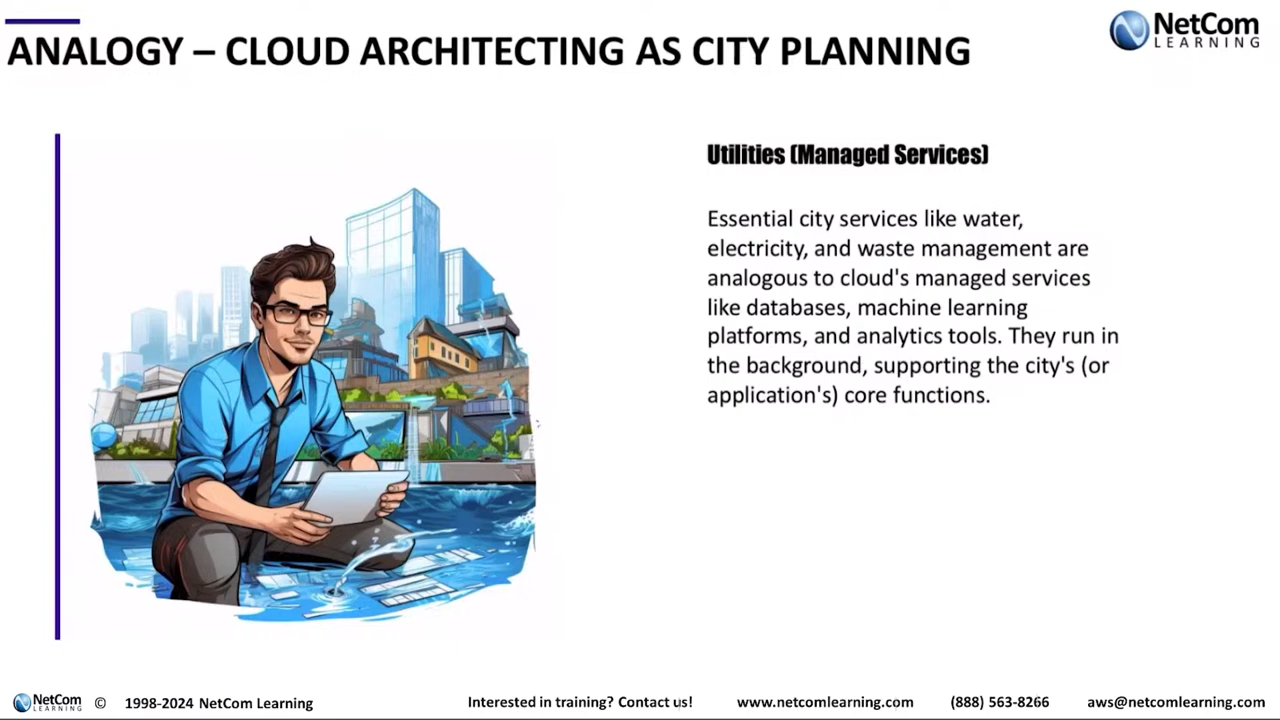 ANALOGY – CLOUD ARCHITECTING AS CITY PLANNING
NetCom
LEARNING
Utilities (Managed Services)
Essential city services like water,
electricity, and waste management are
analogous to cloud's managed services
like databases, machine learning
platforms, and analytics tools. They run in
the background, supporting the city's (or
application's) core functions.
NetCom
LEARNING
© 1998-2024 NetCom Learning
Interested in training? Contact us!
www.netcomlearning.com
(888) 563-8266
aws@netcomlearning.com